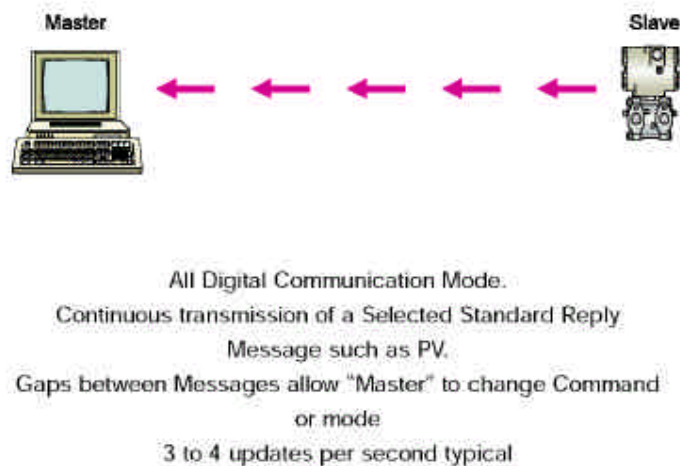 Master
Slave
All Digital Communication Mode.
Continuous transmission of a Selected Standard Reply
Message such as PV.
Gaps between Messages allow "Master" to change Command
or mode
3 to 4 updates per second typical